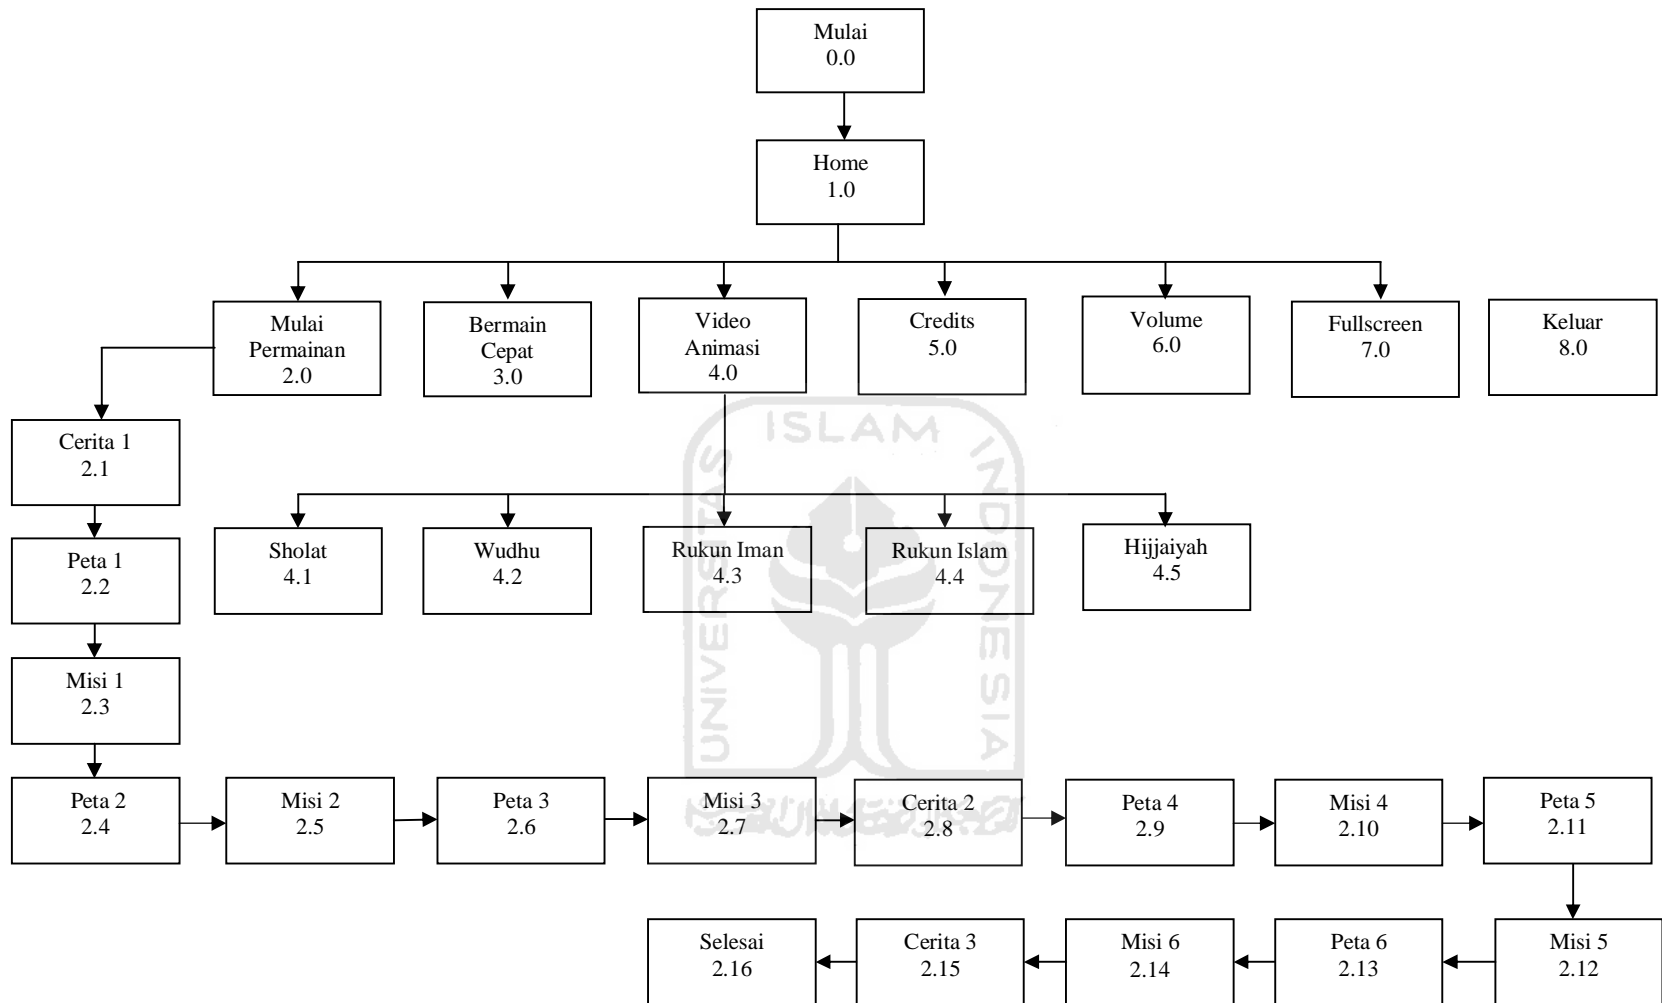 Mulai
0.0
Home
1.0
Mulai
Permainan
2.0
Bermain
Cepat
3.0
Video
Animasi
4.0
Credits
5.0
Volume
6.0
Fullscreen
7.0
Keluar
8.0
Cerita 1
2.1
Peta 1
2.2
Misi 1
2.3
Sholat
4.1
Wudhu
4.2
Rukun Iman
4.3
Rukun Islam
4.4
Hijjaiyah
4.5
UNIVERSITAS
ISLAM
INDONESIA
Peta 2
2.4
Misi 2
2.5
Peta 3
2.6
Misi 3
2.7
Cerita 2
2.8
Peta 4
2.9
Misi 4
2.10
Peta 5
2.11
Misi 5
2.12
Peta 6
2.13
Misi 6
2.14
Cerita 3
2.15
Selesai
2.16